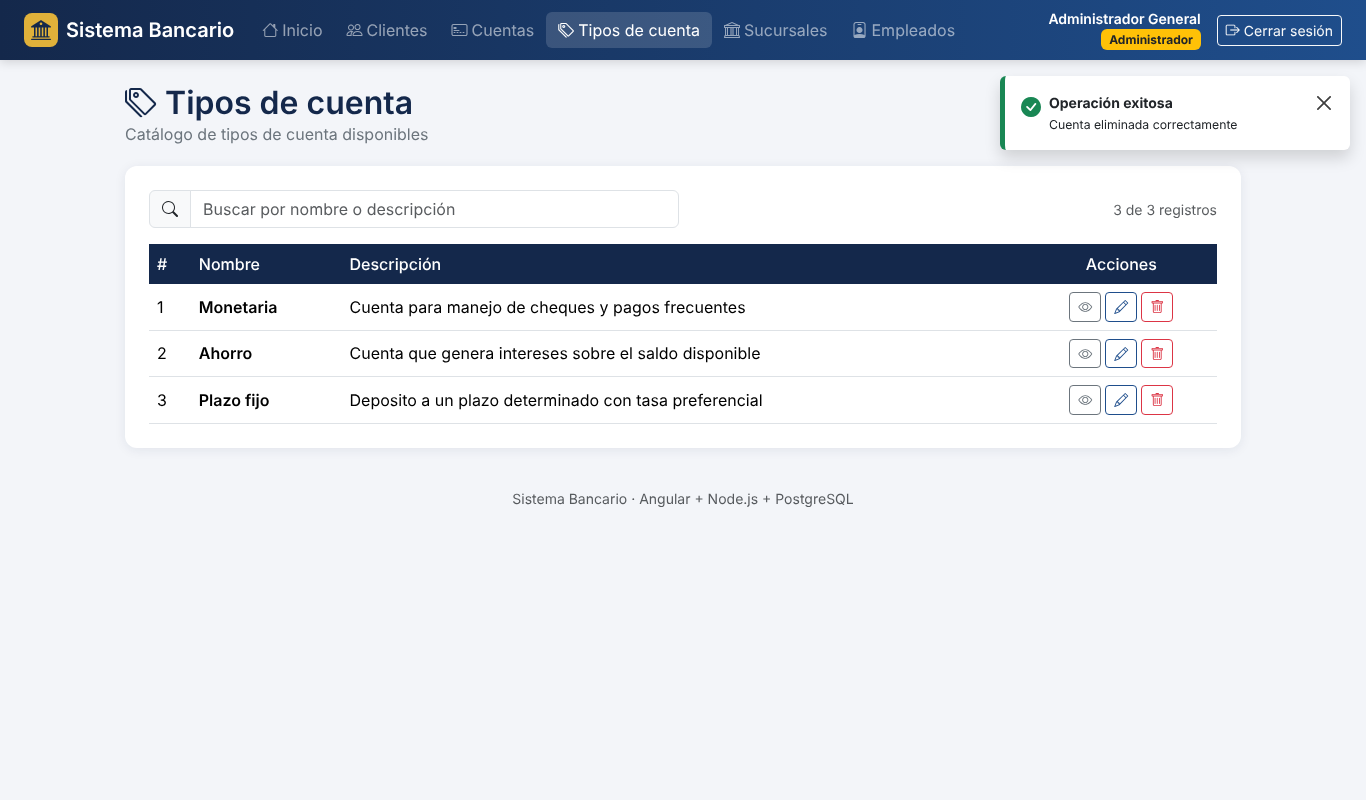 Sistema Bancario
Inicio
Clientes
Cuentas
Tipos de cuenta
Sucursales
Empleados
Administrador General
Administrador
Cerrar sesión
Tipos de cuenta
Catálogo de tipos de cuenta disponibles
Operación exitosa
Cuenta eliminada correctamente
Buscar por nombre o descripción
3 de 3 registros
# Nombre Descripción Acciones
1 Monetaria Cuenta para manejo de cheques y pagos frecuentes
2 Ahorro Cuenta que genera intereses sobre el saldo disponible
3 Plazo fijo Deposito a un plazo determinado con tasa preferencial
Sistema Bancario · Angular + Node.js + PostgreSQL